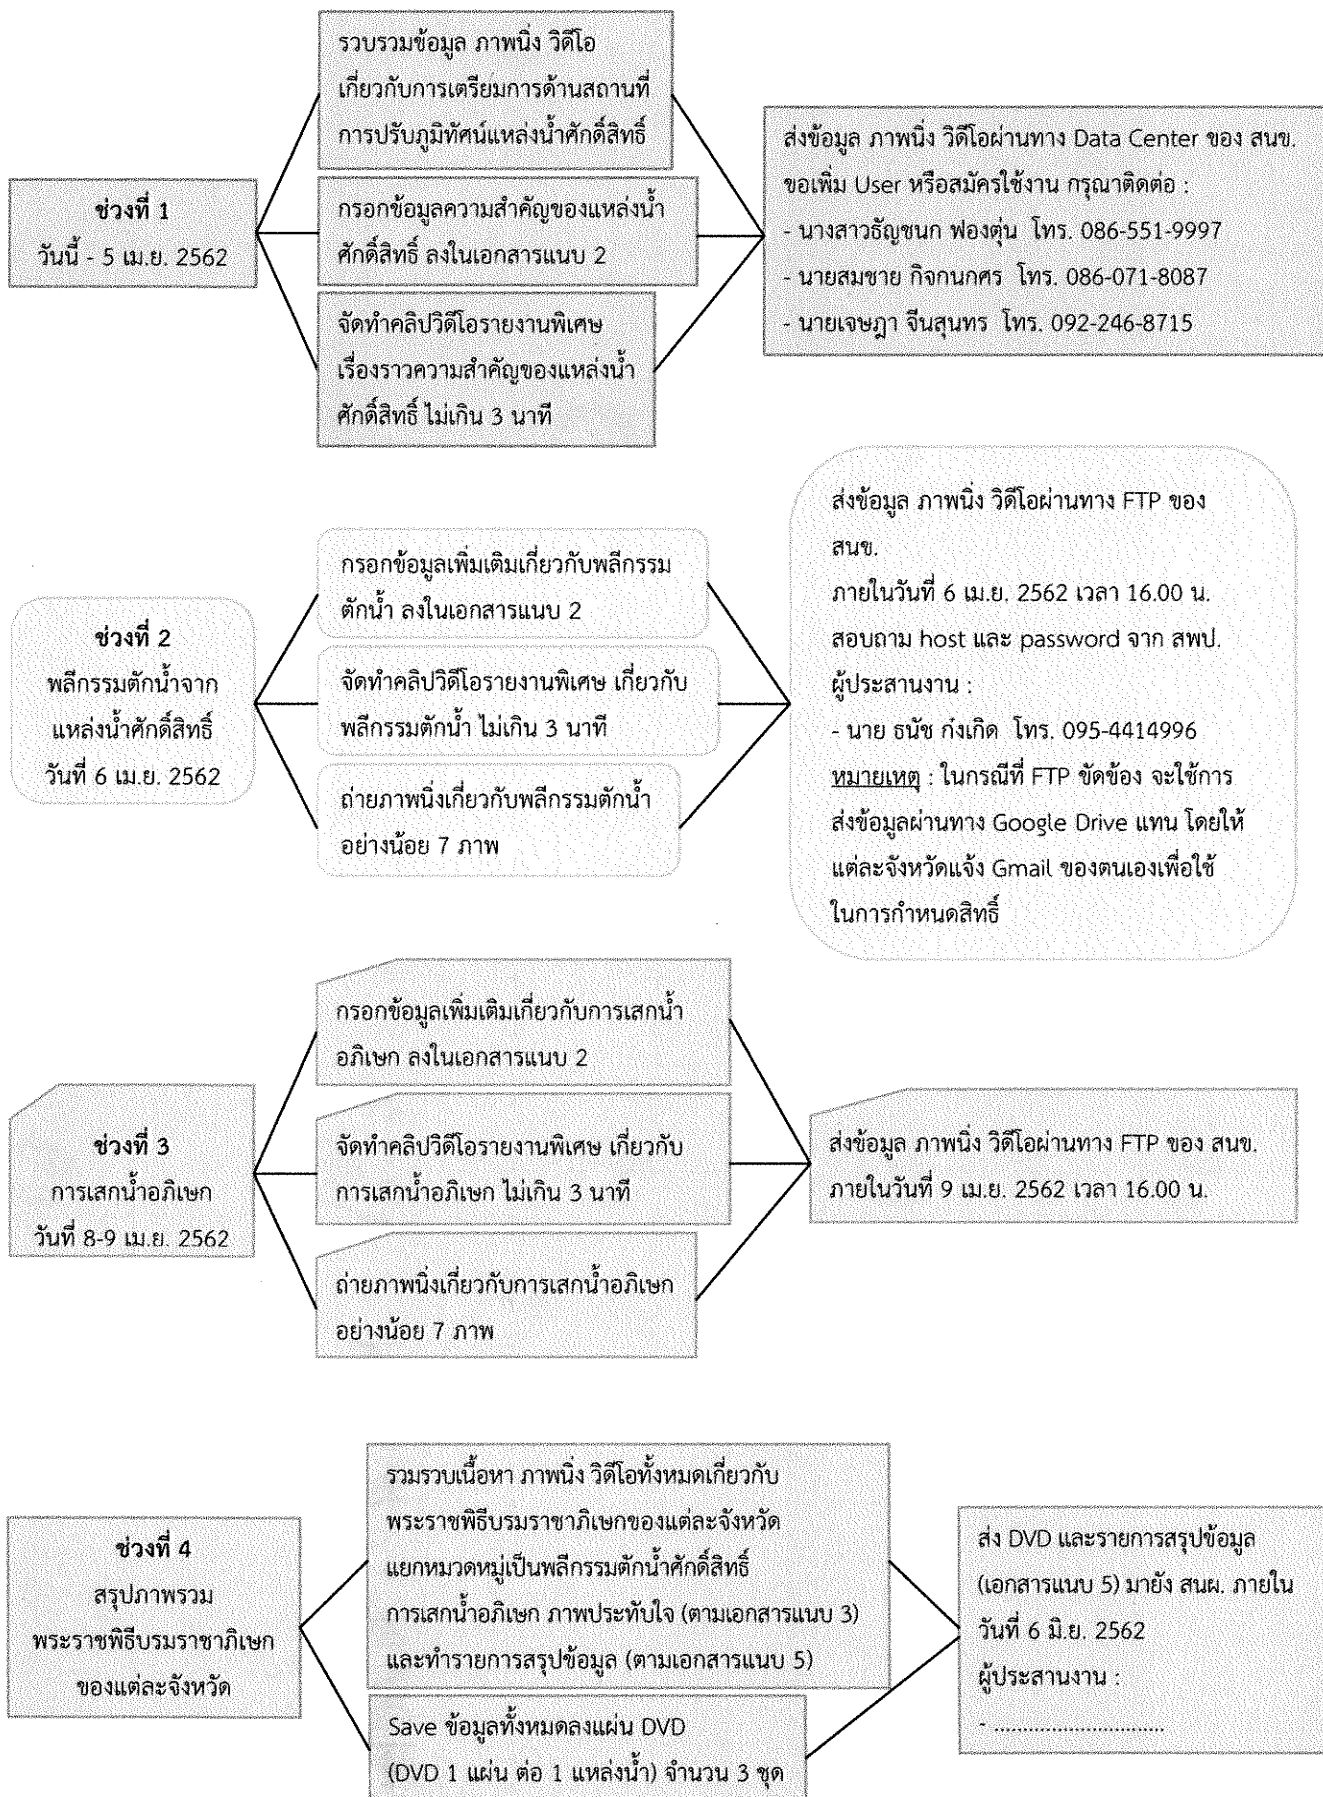 ช่วงที่ 1
วันนี้ - 5 เม.ย. 2562
รวบรวมข้อมูล ภาพนิ่ง วิดีโอ
เกี่ยวกับการเตรียมการด้านสถานที่
การปรับภูมิทัศน์แหล่งน้ำศักดิ์สิทธิ์
กรอกข้อมูลความสำคัญของแหล่งน้ำ
ศักดิ์สิทธิ์ ลงในเอกสารแนบ 2
จัดทำคลิปวิดีโอรายงานพิเศษ
เรื่องราวความสำคัญของแหล่งน้ำ
ศักดิ์สิทธิ์ ไม่เกิน 3 นาที
ส่งข้อมูล ภาพนิ่ง วิดีโอผ่านทาง Data Center ของ สนข.
ขอเพิ่ม User หรือสมัครใช้งาน กรุณาติดต่อ :
- นางสาวธัญชนก ฟองตุ่น โทร. 086-551-9997
- นายสมชาย กิจกนกศร โทร. 086-071-8087
- นายเจษฎา จีนสุนทร โทร. 092-246-8715
ช่วงที่ 2
พลีกรรมตักน้ำจาก
แหล่งน้ำศักดิ์สิทธิ์
วันที่ 6 เม.ย. 2562
กรอกข้อมูลเพิ่มเติมเกี่ยวกับพลีกรรม
ตักน้ำ ลงในเอกสารแนบ 2
จัดทำคลิปวิดีโอรายงานพิเศษ เกี่ยวกับ
พลีกรรมตักน้ำ ไม่เกิน 3 นาที
ถ่ายภาพนิ่งเกี่ยวกับพลีกรรมตักน้ำ
อย่างน้อย 7 ภาพ
ส่งข้อมูล ภาพนิ่ง วิดีโอผ่านทาง FTP ของ
สนข.
ภายในวันที่ 6 เม.ย. 2562 เวลา 16.00 น.
สอบถาม host และ password จาก สพป.
ผู้ประสานงาน :
- นาย ธนัช ก๋งเกิด โทร. 095-4414996
หมายเหตุ : ในกรณีที่ FTP ขัดข้อง จะใช้การ
ส่งข้อมูลผ่านทาง Google Drive แทน โดยให้
แต่ละจังหวัดแจ้ง Gmail ของตนเองเพื่อใช้
ในการกำหนดสิทธิ์
ช่วงที่ 3
การเสกน้ำอภิเษก
วันที่ 8-9 เม.ย. 2562
กรอกข้อมูลเพิ่มเติมเกี่ยวกับการเสกน้ำ
อภิเษก ลงในเอกสารแนบ 2
จัดทำคลิปวิดีโอรายงานพิเศษ เกี่ยวกับ
การเสกน้ำอภิเษก ไม่เกิน 3 นาที
ถ่ายภาพนิ่งเกี่ยวกับการเสกน้ำอภิเษก
อย่างน้อย 7 ภาพ
ส่งข้อมูล ภาพนิ่ง วิดีโอผ่านทาง FTP ของ สนข.
ภายในวันที่ 9 เม.ย. 2562 เวลา 16.00 น.
ช่วงที่ 4
สรุปภาพรวม
พระราชพิธีบรมราชาภิเษก
ของแต่ละจังหวัด
รวมรวบเนื้อหา ภาพนิ่ง วิดีโอทั้งหมดเกี่ยวกับ
พระราชพิธีบรมราชาภิเษกของแต่ละจังหวัด
แยกหมวดหมู่เป็นพลีกรรมตักน้ำศักดิ์สิทธิ์
การเสกน้ำอภิเษก ภาพประทับใจ (ตามเอกสารแนบ 3)
และทำรายการสรุปข้อมูล (ตามเอกสารแนบ 5)
Save ข้อมูลทั้งหมดลงแผ่น DVD
(DVD 1 แผ่น ต่อ 1 แหล่งน้ำ) จำนวน 3 ชุด
ส่ง DVD และรายการสรุปข้อมูล
(เอกสารแนบ 5) มายัง สนผ. ภายใน
วันที่ 6 มิ.ย. 2562
ผู้ประสานงาน :
- .............................